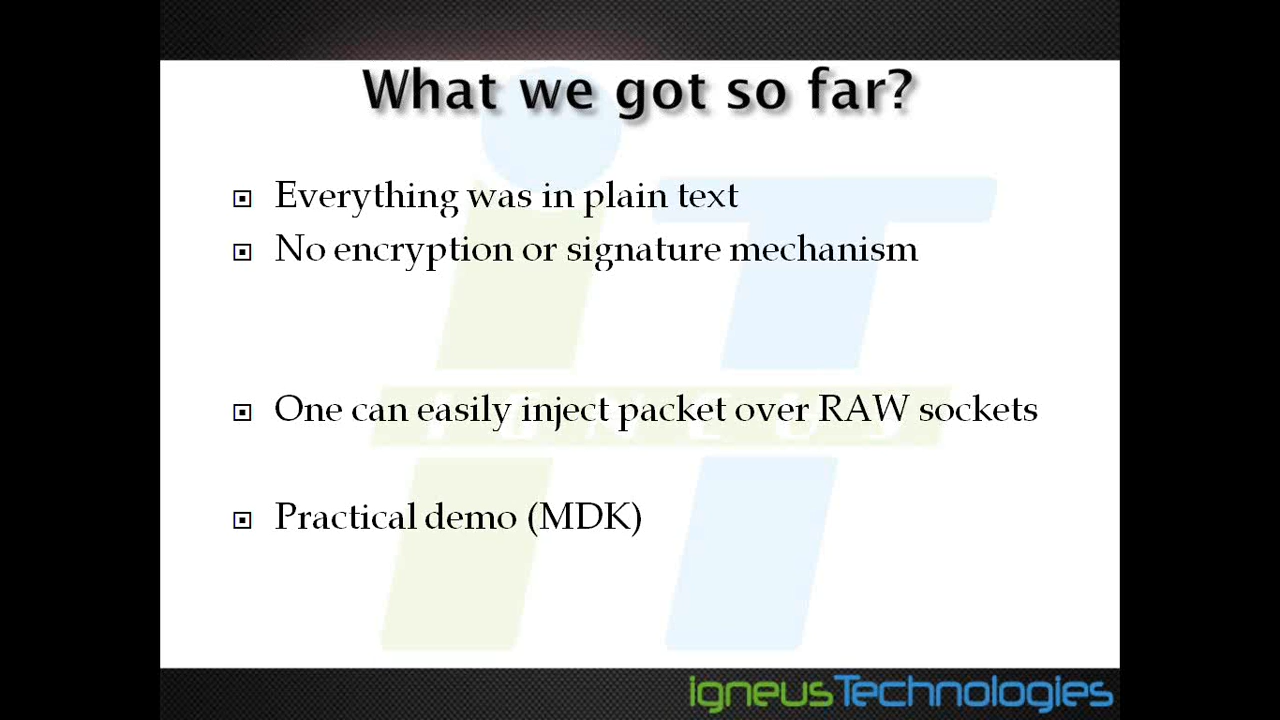 What we got so far?
Everything was in plain text
No encryption or signature mechanism
One can easily inject packet over RAW sockets
IGNEUS
Practical demo (MDK)
igneusTechnologies